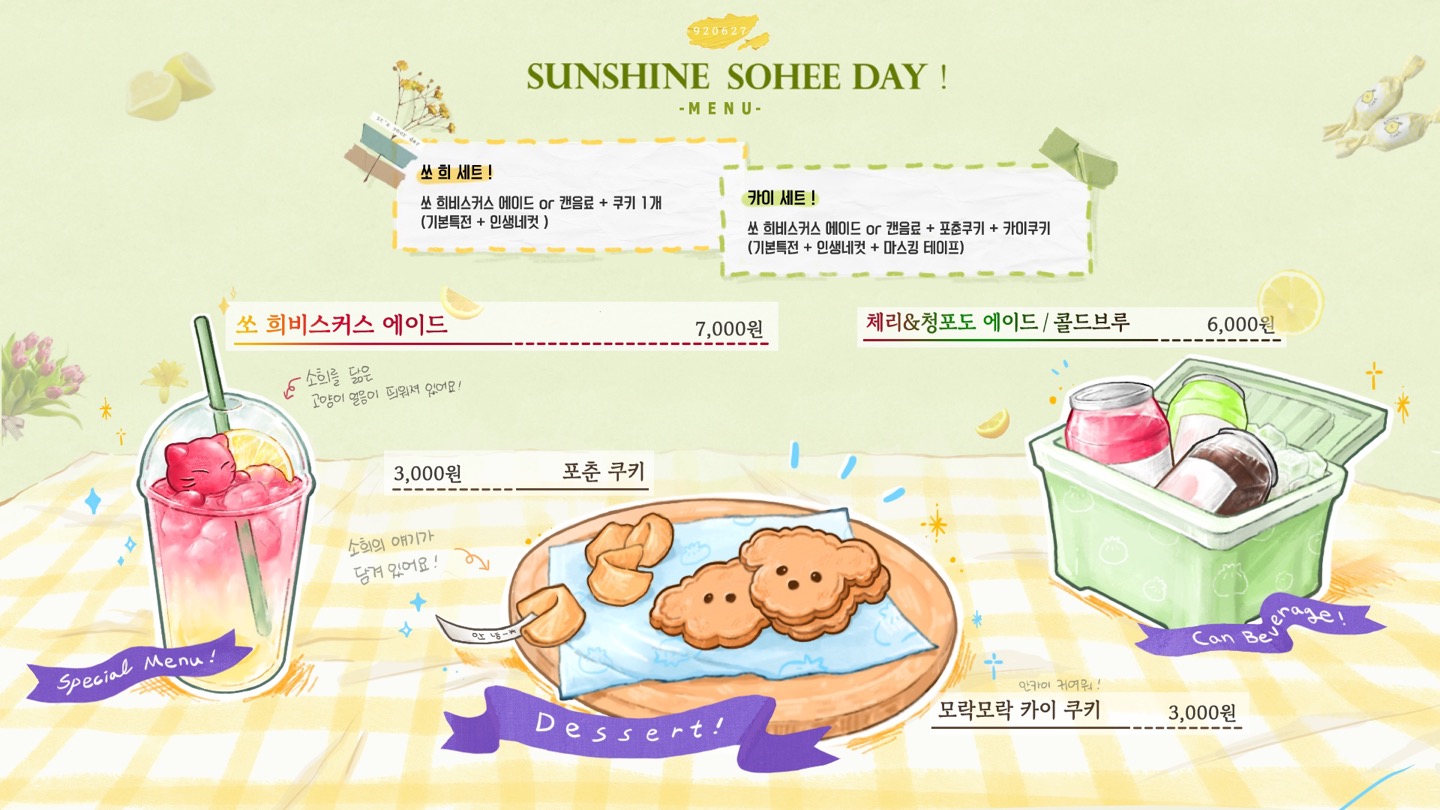 920627
SUNSHINE SOHEE DAY !
-MENU-
it's your day
쏘 희 세트 !
쏘 희비스커스 에이드 or 캔음료 + 쿠키 1개
(기본특전 + 인생네컷 )
카이 세트 !
쏘 희비스커스 에이드 or 캔음료 + 포춘쿠키 + 카이쿠키
(기본특전 + 인생네컷 + 마스킹 테이프)
쏘 희비스커스 에이드 7,000원
소희를 닮은
고양이 얼음이 띄워져 있어요!
체리&청포도 에이드 / 콜드브루 6,000원
3,000원 포춘 쿠키
소희의 얘기가
담겨 있어요!
안녕~*
Special Menu!
Dessert!
Can Beverage!
안카이 귀여워!
모락모락 카이 쿠키 3,000원